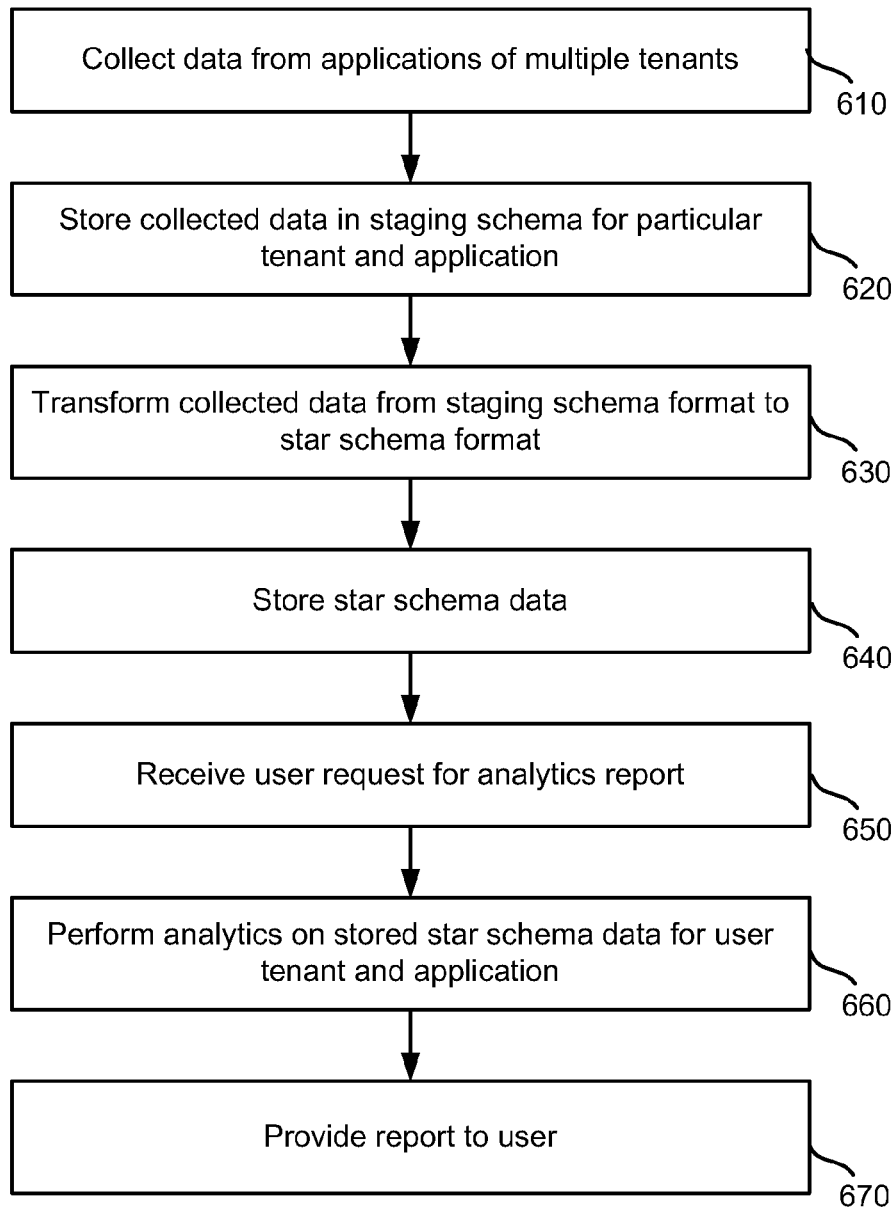 Collect data from applications of multiple tenants
610
Store collected data in staging schema for particular
tenant and application
620
Transform collected data from staging schema format to
star schema format
630
Store star schema data
640
Receive user request for analytics report
650
Perform analytics on stored star schema data for user
tenant and application
660
Provide report to user
670